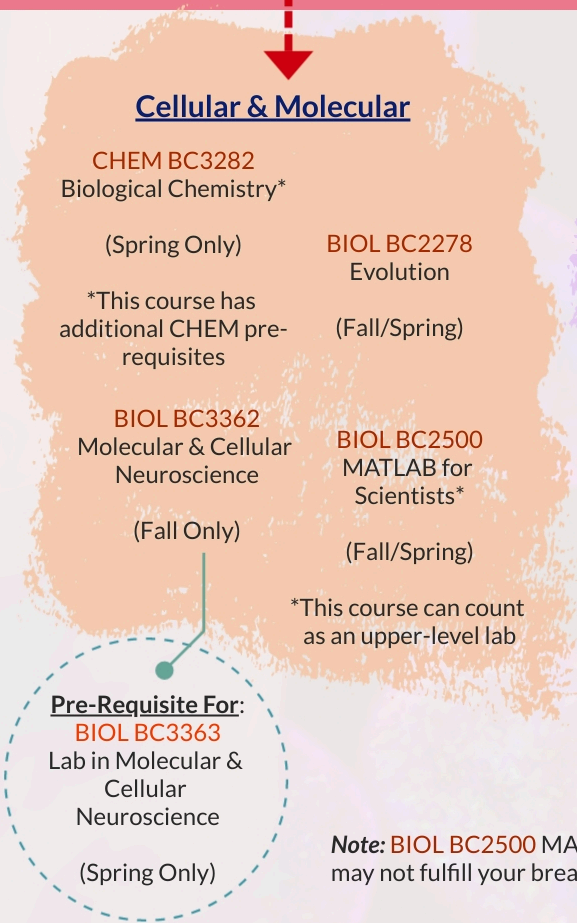 Cellular & Molecular
CHEM BC3282
Biological Chemistry*
(Spring Only)
*This course has
additional CHEM pre-
requisites
BIOL BC2278
Evolution
(Fall/Spring)
BIOL BC3362
Molecular & Cellular
Neuroscience
(Fall Only)
BIOL BC2500
MATLAB for
Scientists*
(Fall/Spring)
*This course can count
as an upper-level lab
Pre-Requisite For:
BIOL BC3363
Lab in Molecular &
Cellular
Neuroscience
(Spring Only)
Note: BIOL BC2500 MA
may not fulfill your brea